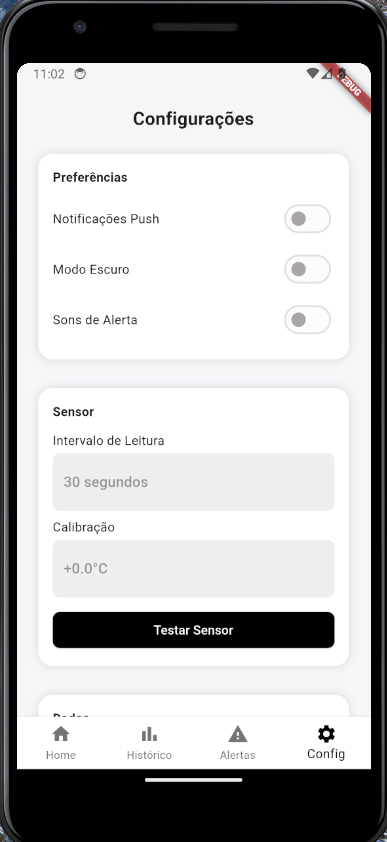 11:02
DEBUG
Configurações
Preferências
Notificações Push
Modo Escuro
Sons de Alerta
Sensor
Intervalo de Leitura
30 segundos
Calibração
+0.0°C
Testar Sensor
Dados
Home
Histórico
Alertas
Config